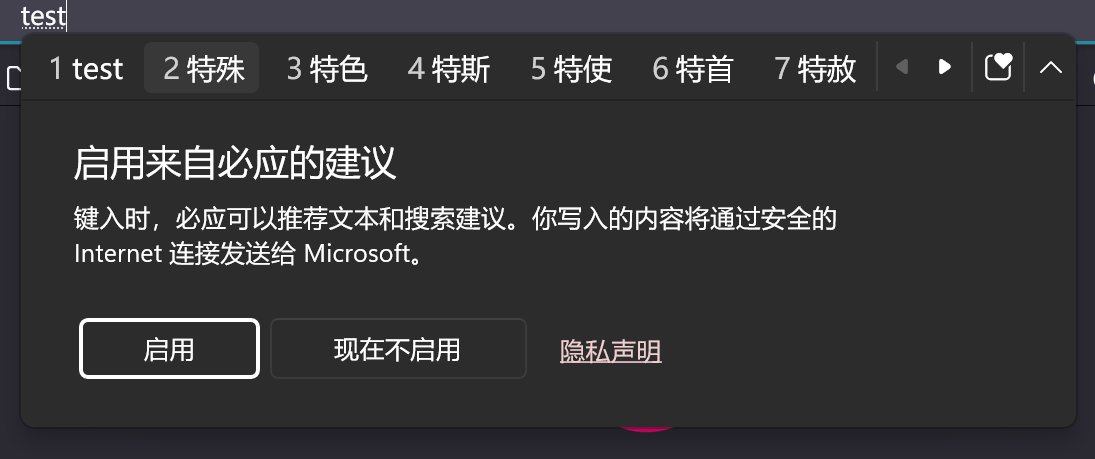 test
1 test 2 特殊 3 特色 4 特斯 5 特使 6 特首 7 特赦
启用来自必应的建议
键入时，必应可以推荐文本和搜索建议。你写入的内容将通过安全的
Internet 连接发送给 Microsoft。
启用 现在不启用 隐私声明